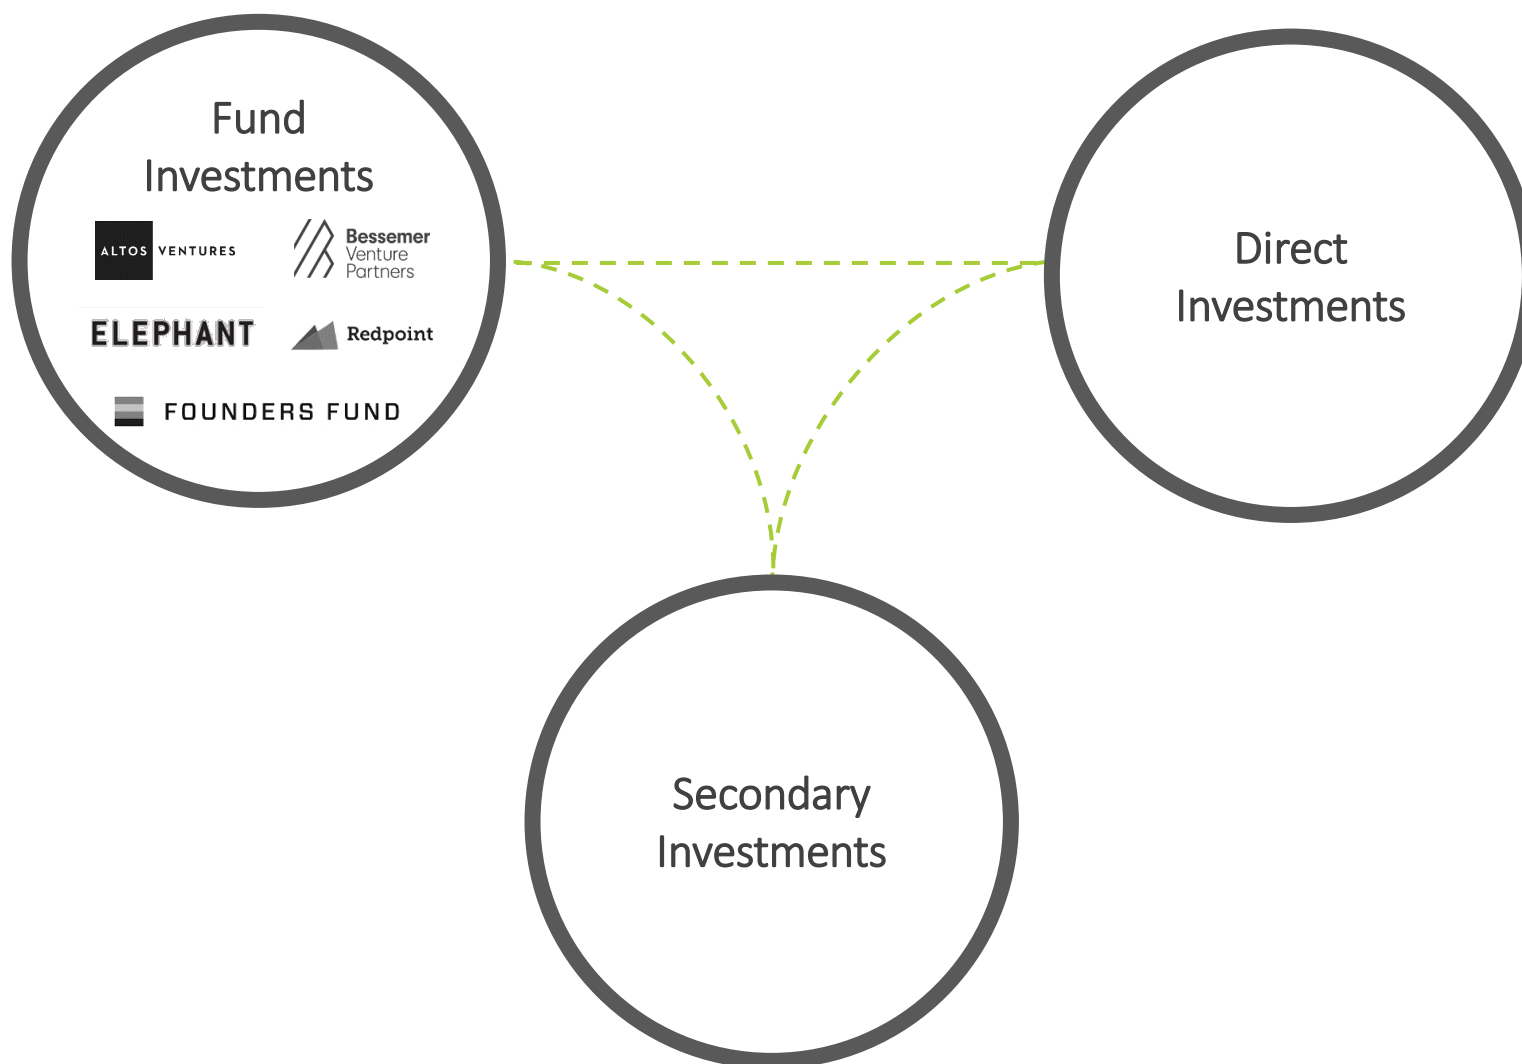 Fund
Investments
ALTOS VENTURES
Bessemer
Venture
Partners
ELEPHANT
Redpoint
FOUNDERS FUND
Direct
Investments
Secondary
Investments